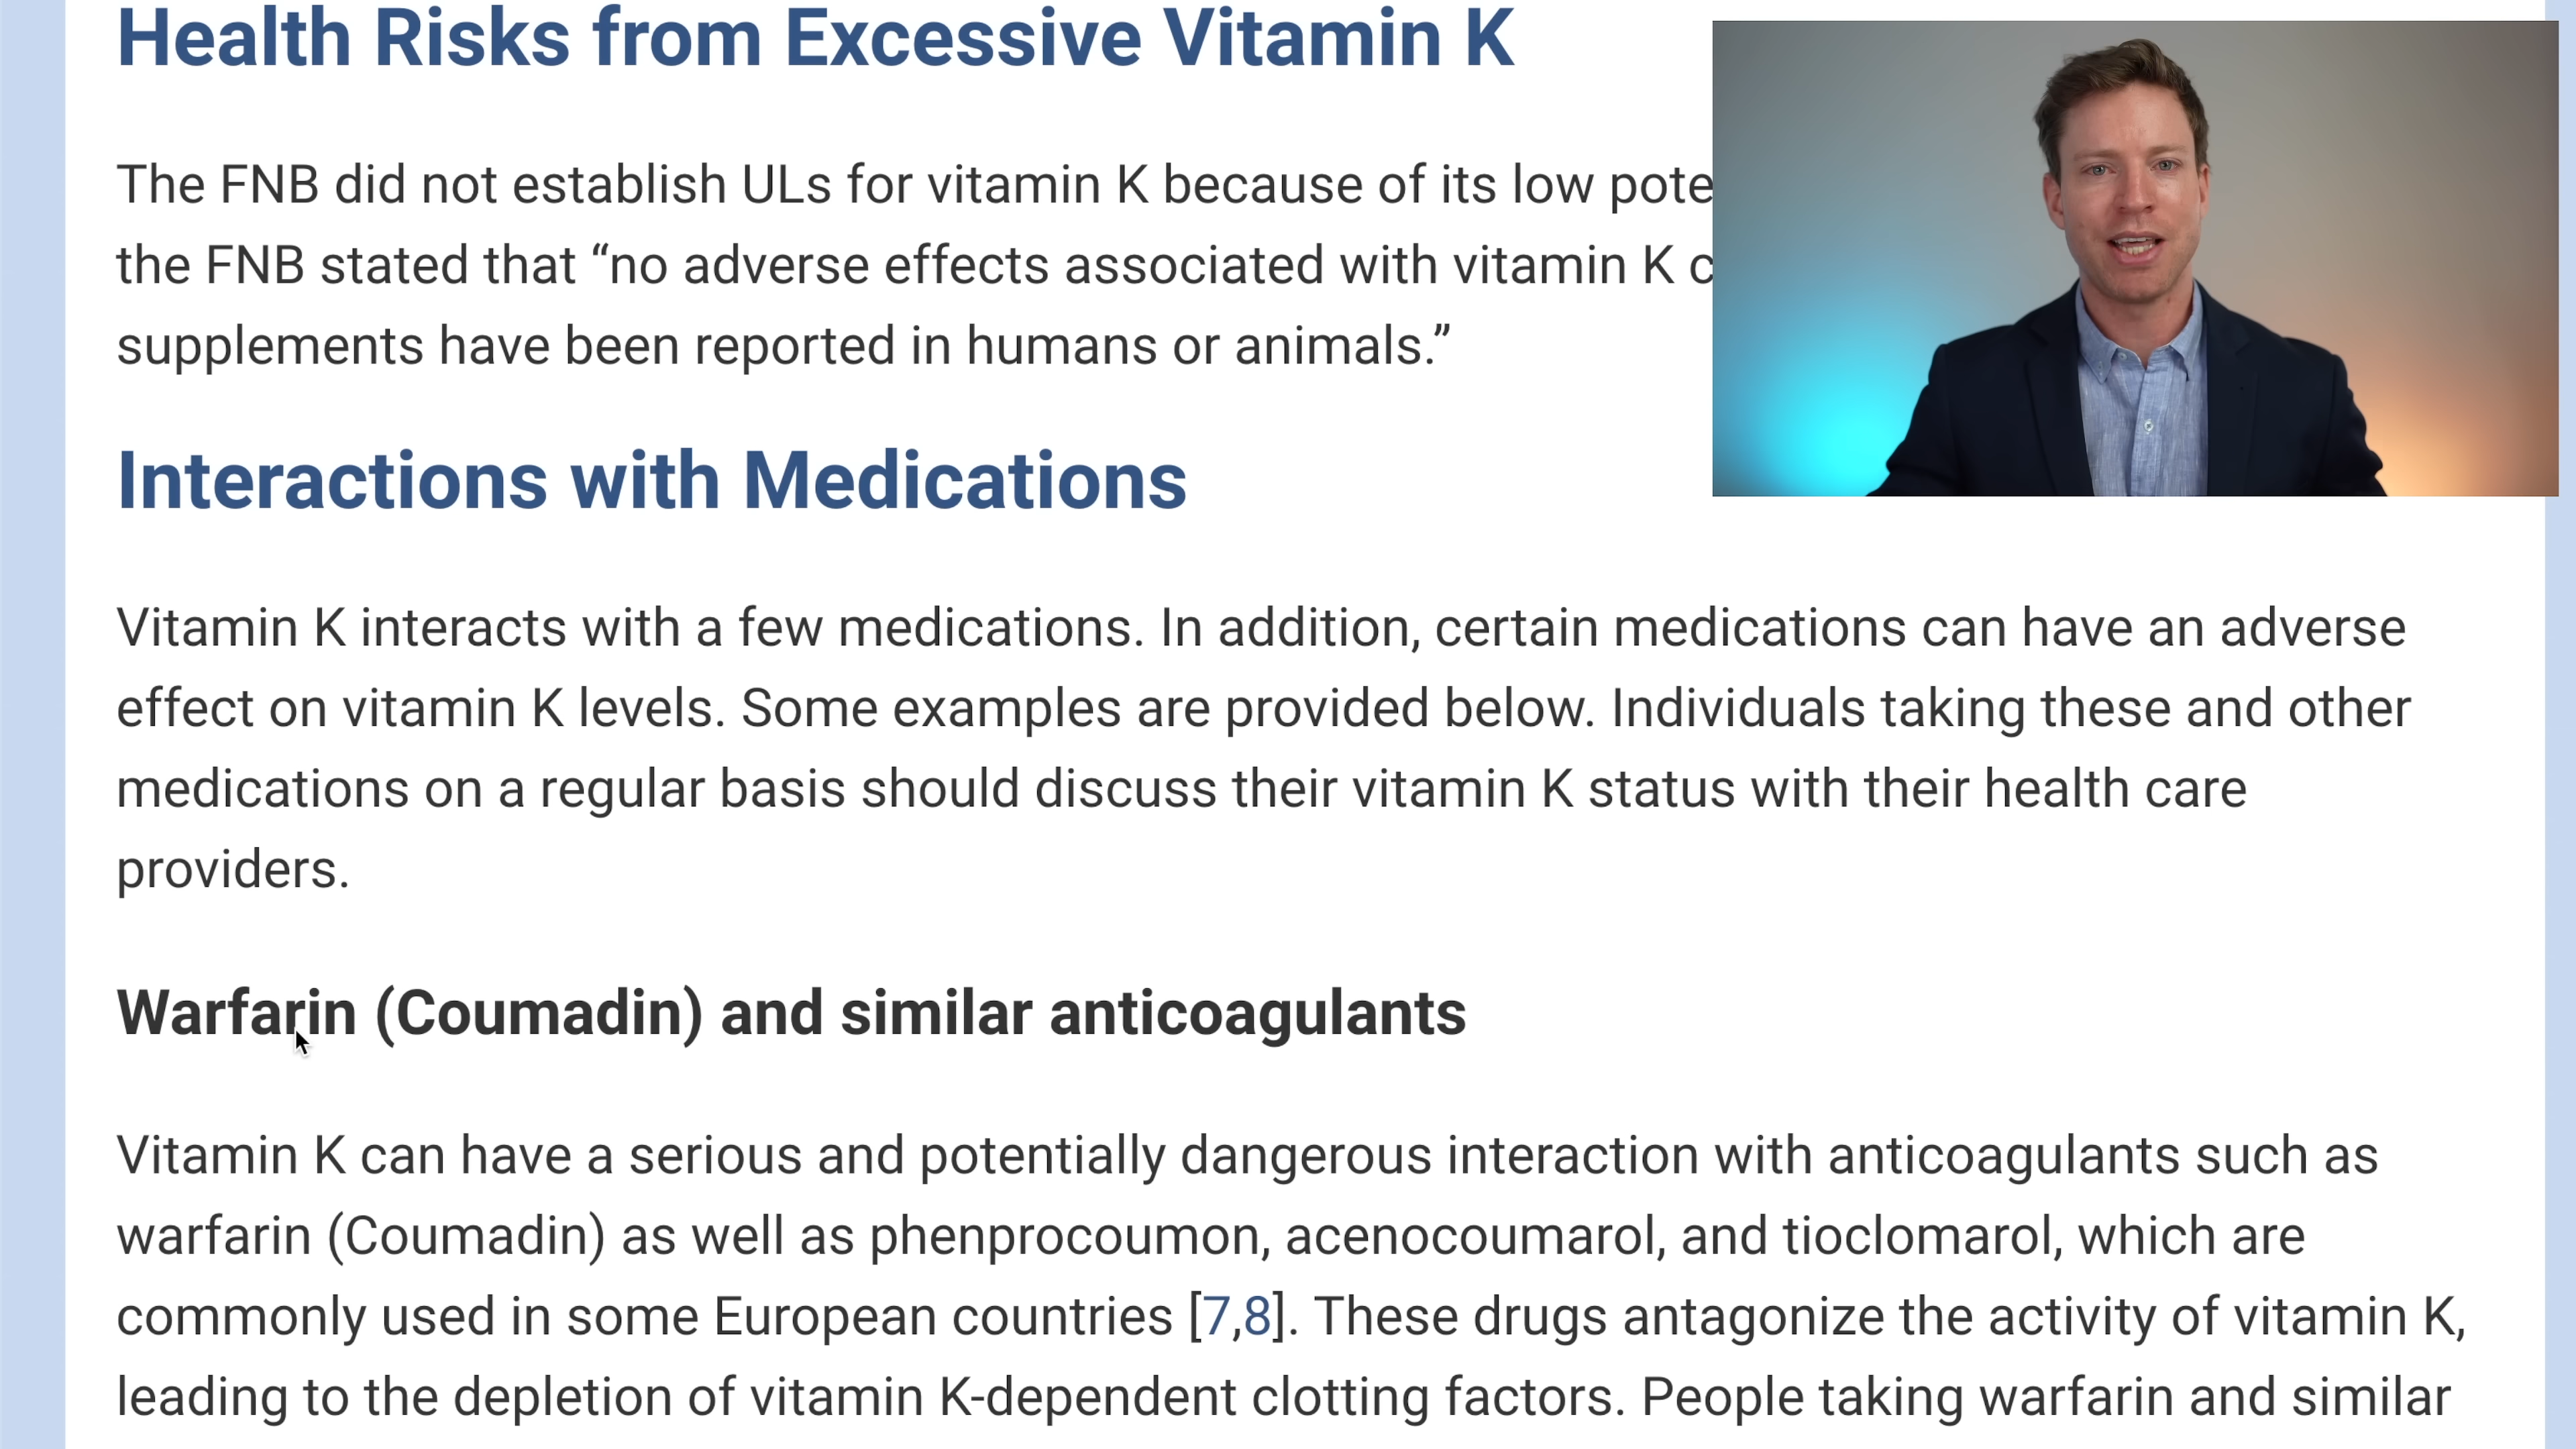 Health Risks from Excessive Vitamin K
The FNB did not establish ULs for vitamin K because of its low
the FNB stated that “no adverse effects associated with vitamin K
supplements have been reported in humans or animals.”
Interactions with Medications
Vitamin K interacts with a few medications. In addition, certain medications can have an adverse
effect on vitamin K levels. Some examples are provided below. Individuals taking these and other
medications on a regular basis should discuss their vitamin K status with their health care
providers.
Warfarin (Coumadin) and similar anticoagulants
Vitamin K can have a serious and potentially dangerous interaction with anticoagulants such as
warfarin (Coumadin) as well as phenprocoumon, acenocoumarol, and tioclomarol, which are
commonly used in some European countries [7,8]. These drugs antagonize the activity of vitamin K,
leading to the depletion of vitamin K-dependent clotting factors. People taking warfarin and similar